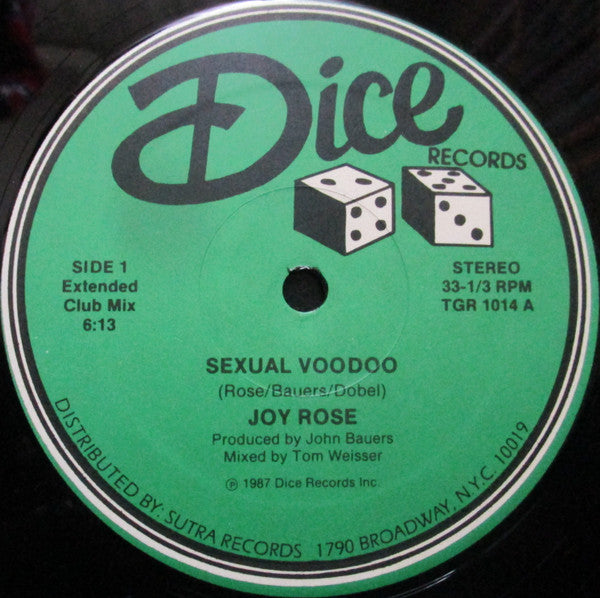 Dice
RECORDS
SIDE 1
Extended
Club Mix
6:13
STEREO
33-1/3 RPM
TGR 1014 A
SEXUAL VOODOO
(Rose/Bauers/Dobel)
JOY ROSE
Produced by John Bauers
Mixed by Tom Weisser
℗ 1987 Dice Records Inc.
DISTRIBUTED BY: SUTRA RECORDS 1790 BROADWAY, N.Y.C. 10019